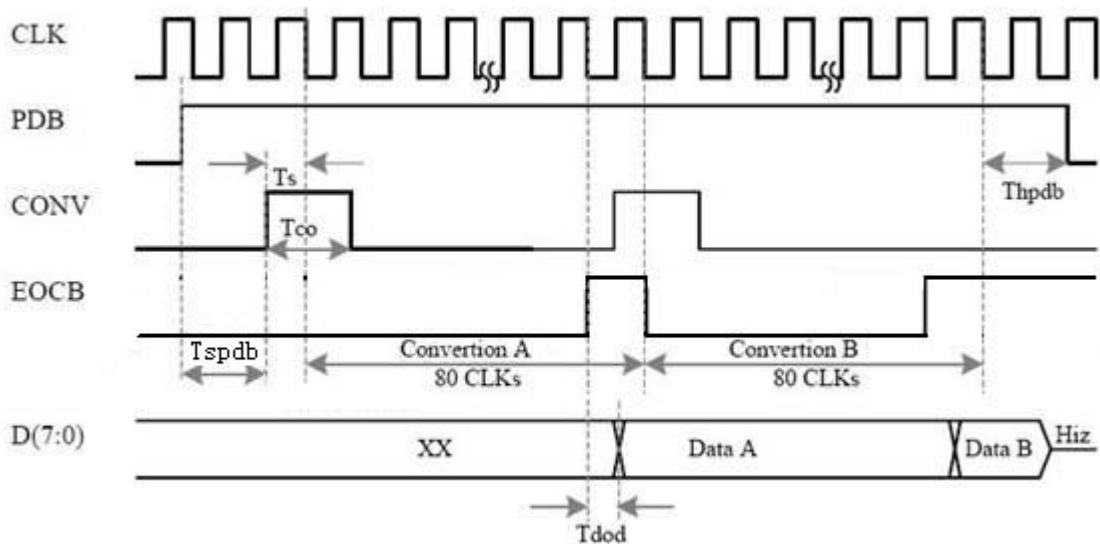 CLK
PDB
Ts
Thpdb
CONV
Tco
EOCB
Tspdb
Convertion A
Convertion B
80 CLKs
80 CLKs
D(7:0)
XX
Data A
Data B
Hiz
Tdod